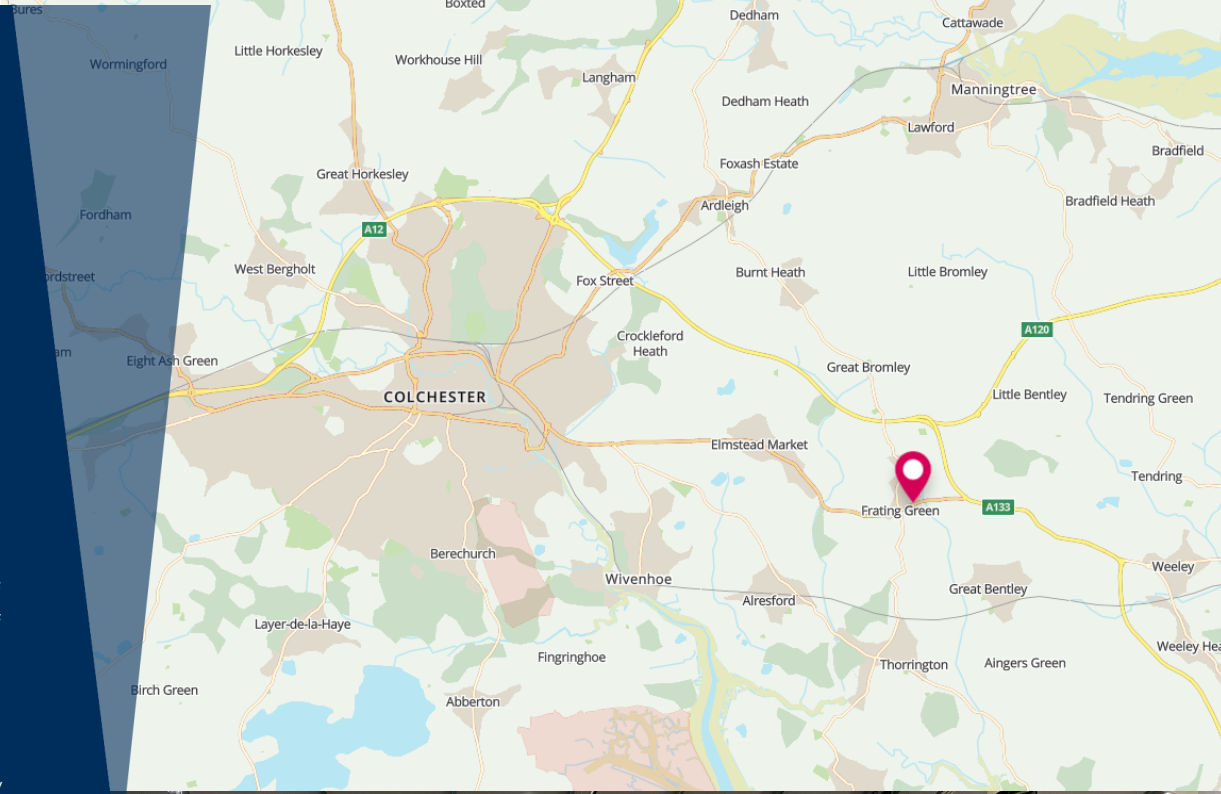 Bures
Boxted
Dedham
Cattawade
Little Horkesley
Workhouse Hill
Wormingford
Langham
Manningtree
Dedham Heath
Lawford
Bradfield
Foxash Estate
Great Horkesley
Bradfield Heath
Ardleigh
Fordham
A12
West Bergholt
Burnt Heath
Little Bromley
ordstreet
Fox Street
A120
Crockleford
Heath
am
Eight Ash Green
Great Bromley
COLCHESTER
Little Bentley
Tendring Green
Elmstead Market
Tendring
A133
Frating Green
Berechurch
Weeley
Wivenhoe
Great Bentley
Alresford
Layer-de-la-Haye
Weeley Hea
Fingringhoe
Thorrington
Aingers Green
Birch Green
Abberton